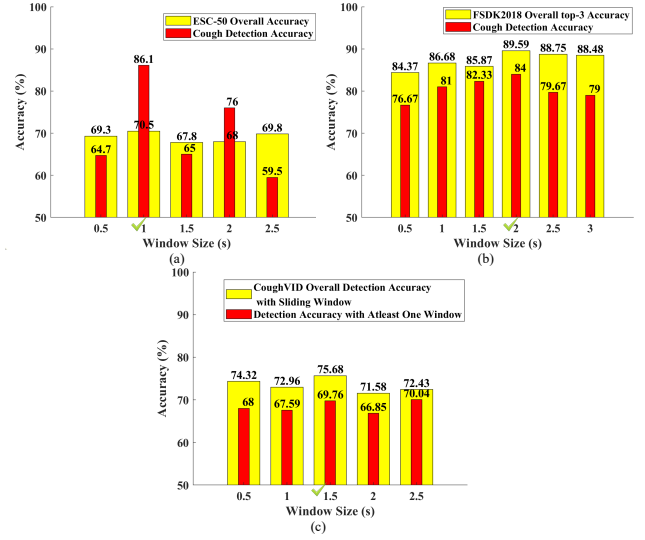 ESC-50 Overall Accuracy
Cough Detection Accuracy
Accuracy (%)
100
90
80
70
60
50
69.3
64.7
86.1
70.5
67.8
65
76
68
69.8
59.5
0.5 1 1.5 2 2.5
Window Size (s)
(a)
FSDK2018 Overall top-3 Accuracy
Cough Detection Accuracy
Accuracy (%)
100
90
80
70
60
50
84.37
76.67
86.68
81
85.87
82.33
89.59
84
88.75
79.67
88.48
79
0.5 1 1.5 2 2.5 3
Window Size (s)
(b)
CoughVID Overall Detection Accuracy
with Sliding Window
Detection Accuracy with Atleast One Window
Accuracy (%)
100
90
80
70
60
50
74.32
68
72.96
67.59
75.68
69.76
71.58
66.85
72.43
70.04
0.5 1 1.5 2 2.5
Window Size (s)
(c)